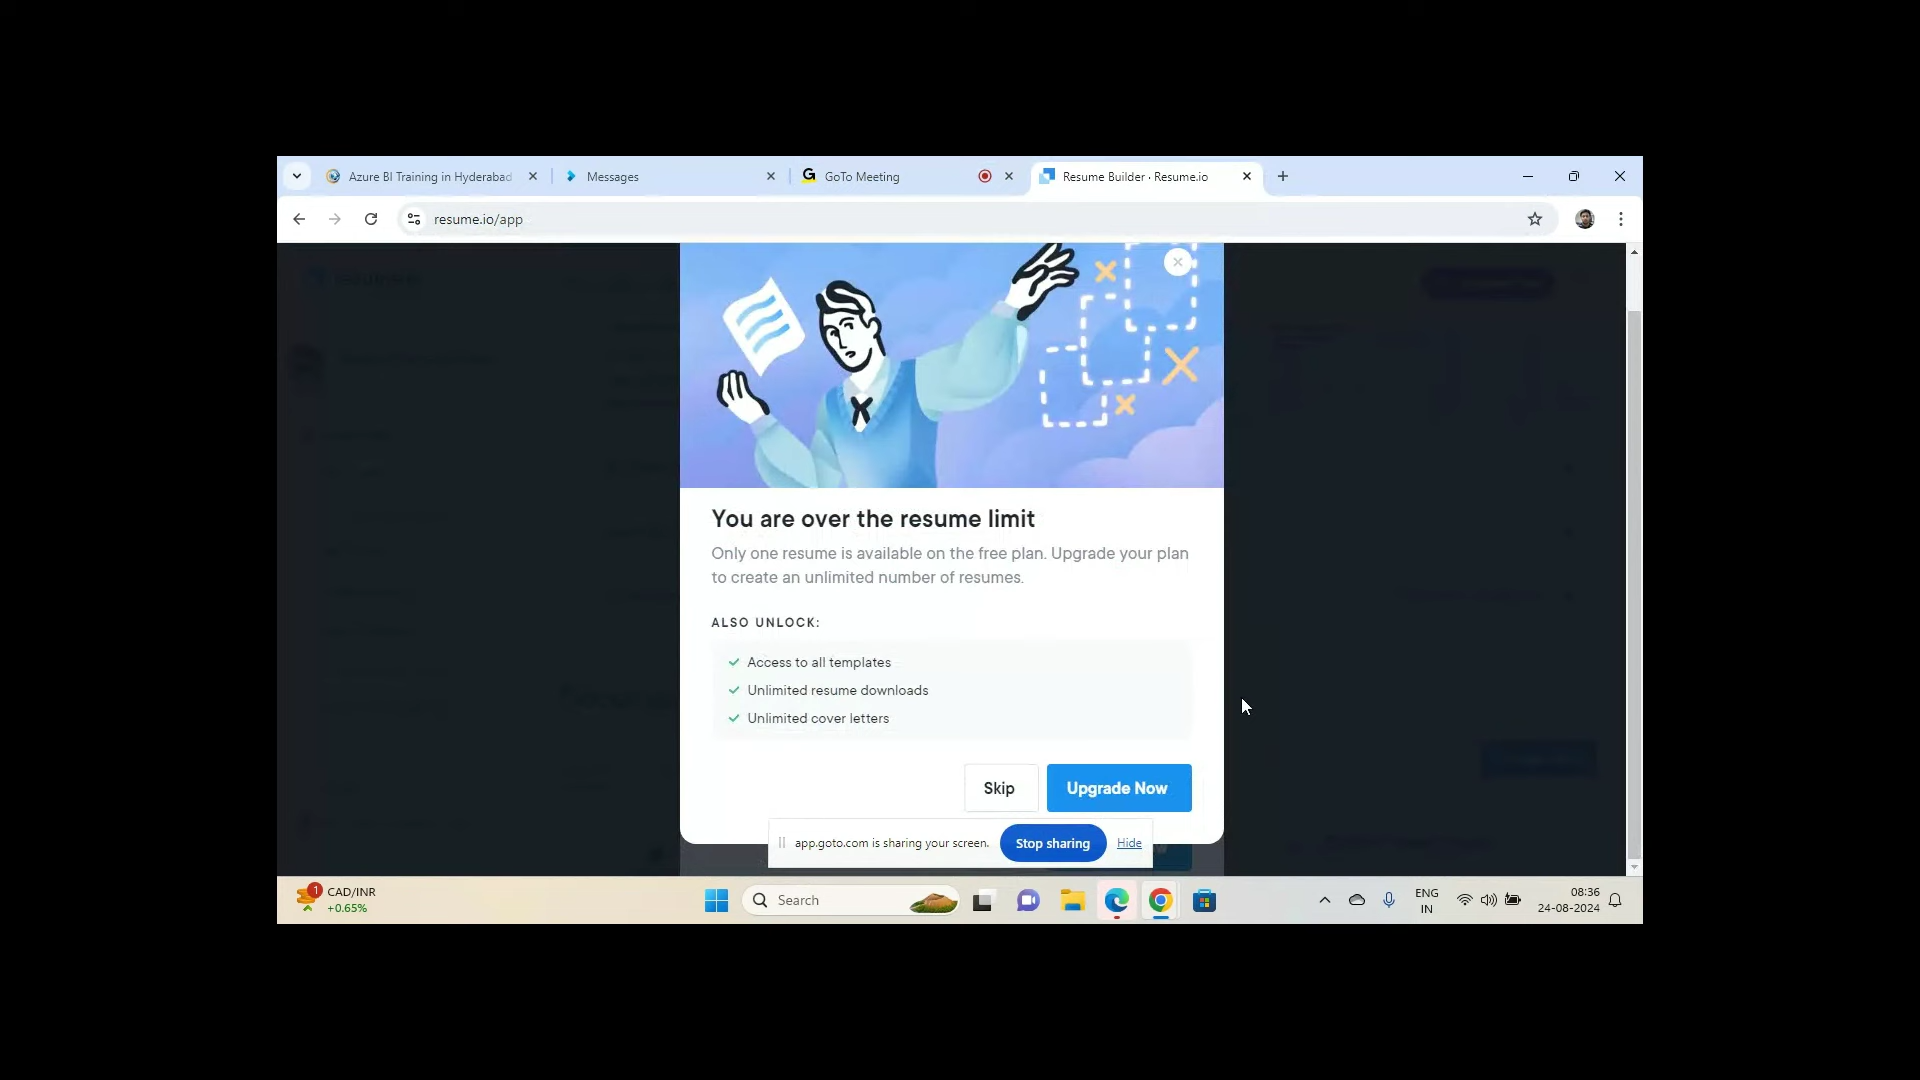 Azure BI Training in Hyderabad
Messages
GoTo Meeting
Resume Builder · Resume.io
resume.io/app
You are over the resume limit
Only one resume is available on the free plan. Upgrade your plan
to create an unlimited number of resumes.
ALSO UNLOCK:
Access to all templates
Unlimited resume downloads
Unlimited cover letters
Skip
Upgrade Now
app.goto.com is sharing your screen.
Stop sharing
Hide
1
CAD/INR
+0.65%
Search
ENG
IN
08:36
24-08-2024